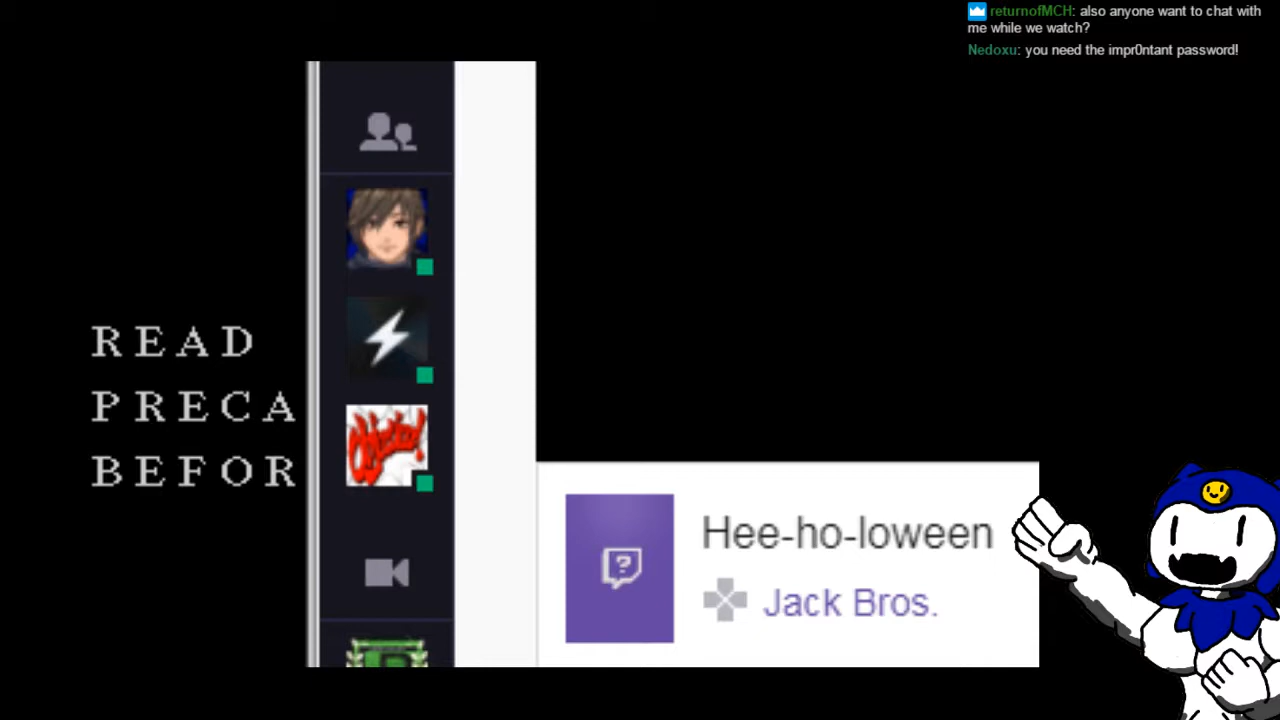 returnofMCH: also anyone want to chat with
me while we watch?
Nedoxu: you need the impr0ntant password!
READ
PRECA
BEFOR
Objection!
Hee-ho-loween
Jack Bros.